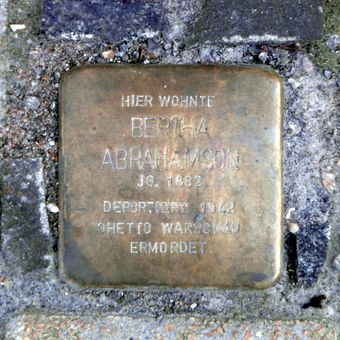 HIER WOHNTE
BERTHA
ABRAHAMSON
JG. 1882
DEPORTIERT 1942
GHETTO WARSCHAU
ERMORDET